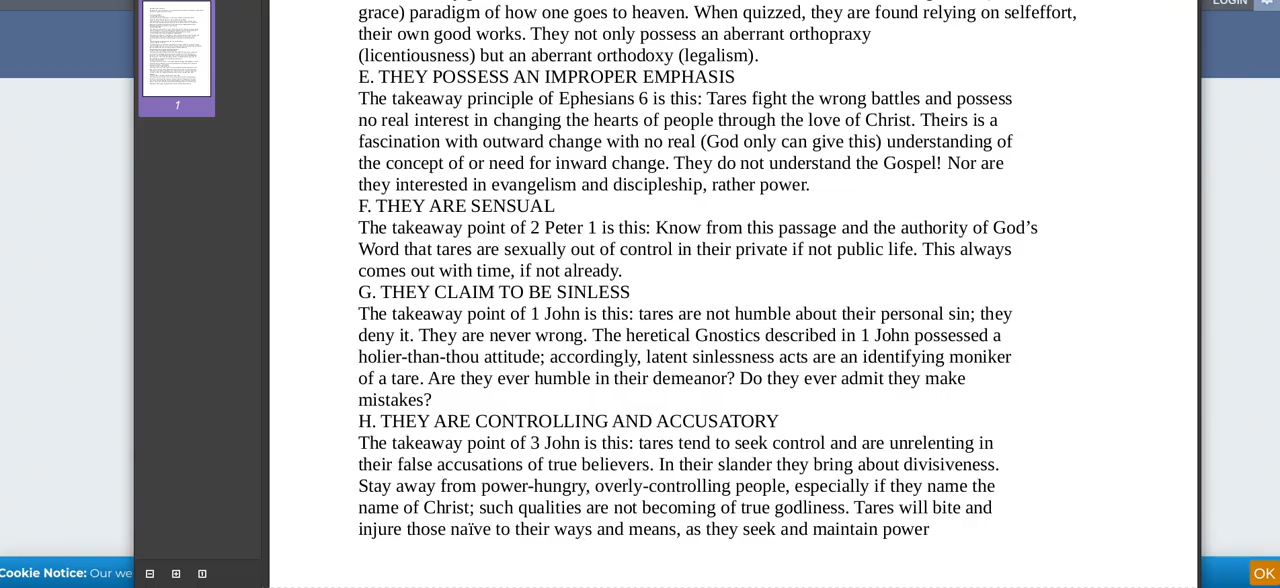 LOGIN
grace) paradigm of how one gets to heaven. When quizzed, they are found relying on selfeffort,
their own good works. They not only possess an aberrant orthopraxy
(licentiousness) but an aberrant orthodoxy (legalism).
E. THEY POSSESS AN IMPROPER EMPHASIS
The takeaway principle of Ephesians 6 is this: Tares fight the wrong battles and possess
no real interest in changing the hearts of people through the love of Christ. Theirs is a
fascination with outward change with no real (God only can give this) understanding of
the concept of or need for inward change. They do not understand the Gospel! Nor are
they interested in evangelism and discipleship, rather power.
F. THEY ARE SENSUAL
The takeaway point of 2 Peter 1 is this: Know from this passage and the authority of God’s
Word that tares are sexually out of control in their private if not public life. This always
comes out with time, if not already.
G. THEY CLAIM TO BE SINLESS
The takeaway point of 1 John is this: tares are not humble about their personal sin; they
deny it. They are never wrong. The heretical Gnostics described in 1 John possessed a
holier-than-thou attitude; accordingly, latent sinlessness acts are an identifying moniker
of a tare. Are they ever humble in their demeanor? Do they ever admit they make
mistakes?
H. THEY ARE CONTROLLING AND ACCUSATORY
The takeaway point of 3 John is this: tares tend to seek control and are unrelenting in
their false accusations of true believers. In their slander they bring about divisiveness.
Stay away from power-hungry, overly-controlling people, especially if they name the
name of Christ; such qualities are not becoming of true godliness. Tares will bite and
injure those naïve to their ways and means, as they seek and maintain power
1
Cookie Notice: Our we
OK